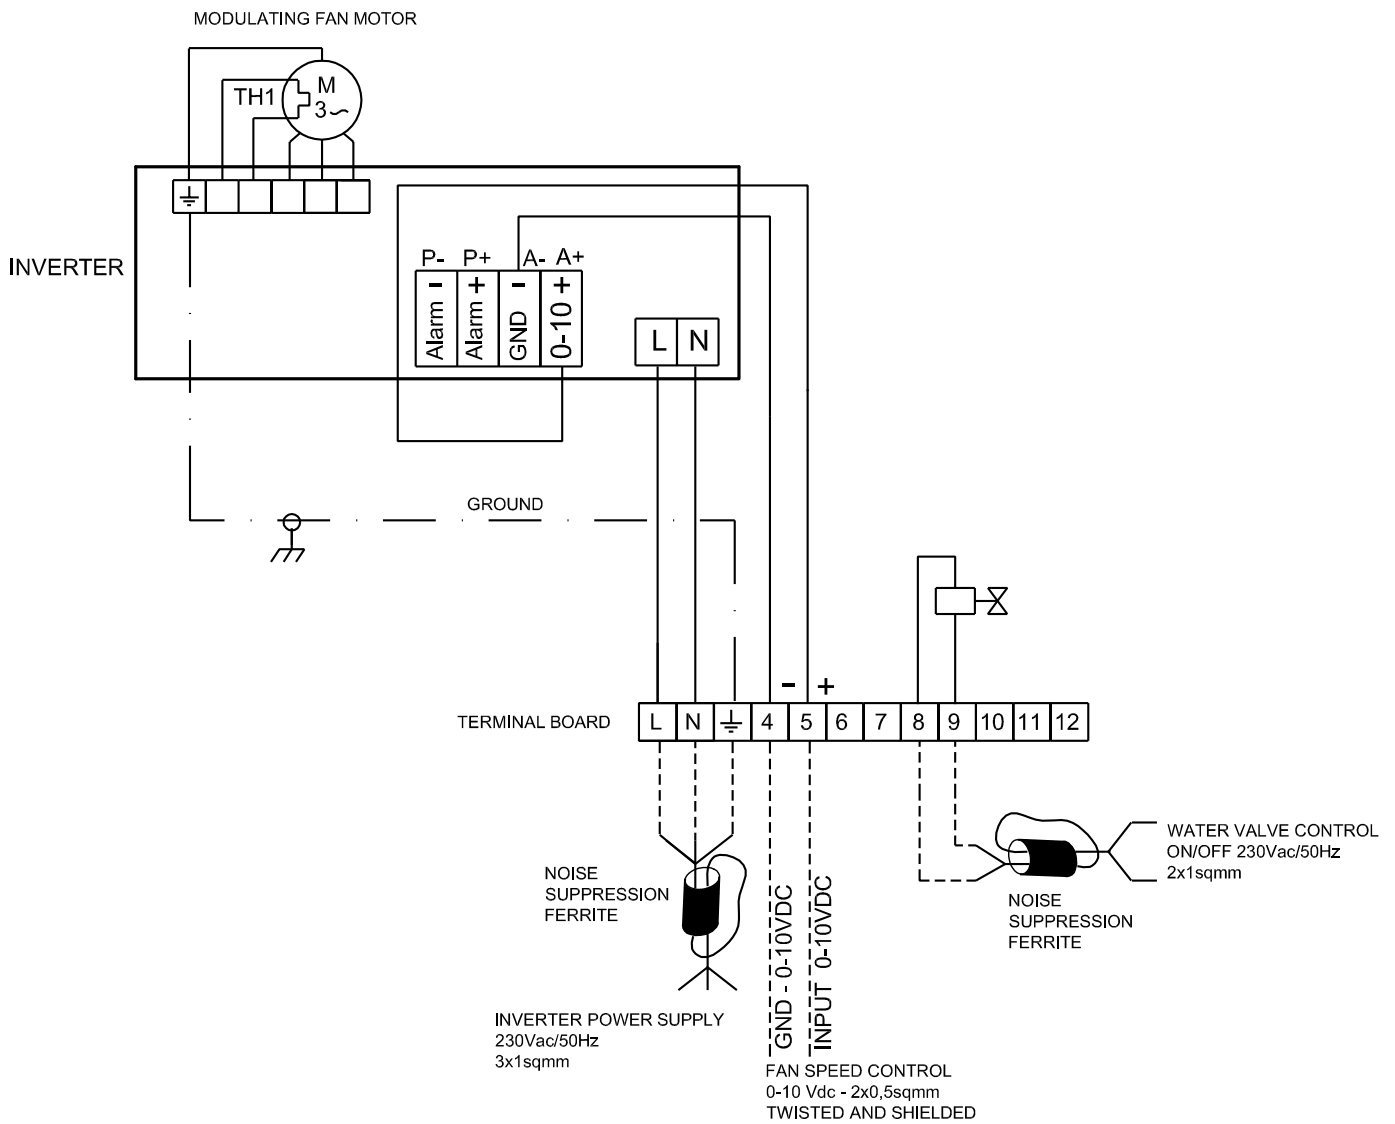 MODULATING FAN MOTOR
TH1
M
3~
INVERTER
P- P+ A- A+
Alarm -
Alarm +
GND -
0-10 +
L N
GROUND
- +
TERMINAL BOARD
L N 4 5 6 7 8 9 10 11 12
NOISE
SUPPRESSION
FERRITE
INVERTER POWER SUPPLY
230Vac/50Hz
3x1sqmm
GND - 0-10VDC
INPUT 0-10VDC
FAN SPEED CONTROL
0-10 Vdc - 2x0,5sqmm
TWISTED AND SHIELDED
WATER VALVE CONTROL
ON/OFF 230Vac/50Hz
2x1sqmm
NOISE
SUPPRESSION
FERRITE